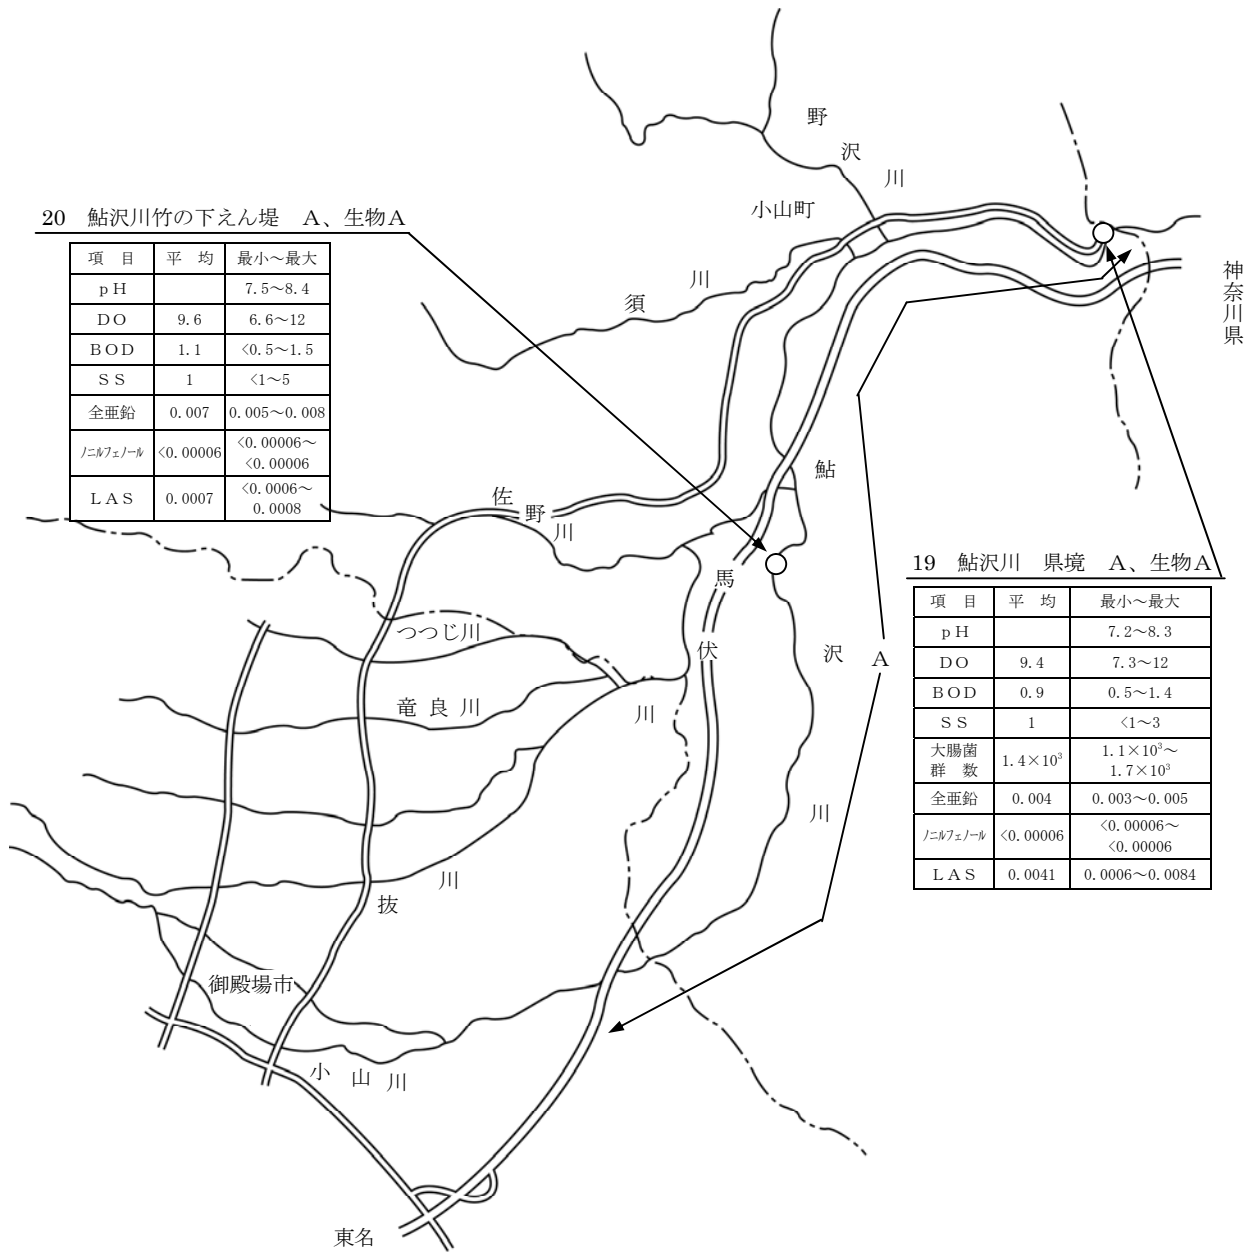 野
沢
川
小山町
20　鮎沢川竹の下えん堤　A、生物A
項　目　平　均　最小～最大
pH　7.5～8.4
DO　9.6　6.6～12
BOD　1.1　<0.5～1.5
SS　1　<1～5
全亜鉛　0.007　0.005～0.008
ﾉﾆﾙﾌｪﾉｰﾙ　<0.00006　<0.00006～
<0.00006
LAS　0.0007　<0.0006～
0.0008
須
川
神
奈
川
県
鮎
沢
川
佐
野
川
馬
伏
川
つつじ川
竜良川
A
19　鮎沢川　県境　A、生物A
項　目　平　均　最小～最大
pH　7.2～8.3
DO　9.4　7.3～12
BOD　0.9　0.5～1.4
SS　1　<1～3
大腸菌
群　数　1.4×10³　1.1×10³～
1.7×10³
全亜鉛　0.004　0.003～0.005
ﾉﾆﾙﾌｪﾉｰﾙ　<0.00006　<0.00006～
<0.00006
LAS　0.0041　0.0006～0.0084
抜
川
御殿場市
小山川
東名